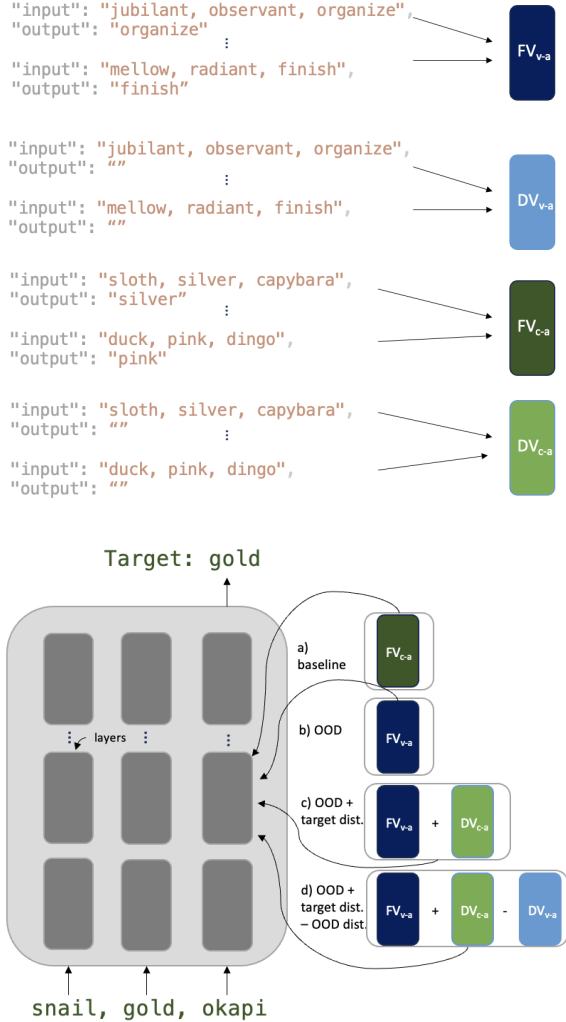 "input": "jubilant, observant, organize",
"output": "organize"
⋮
"input": "mellow, radiant, finish",
"output": "finish”
FVv-a
"input": "jubilant, observant, organize",
"output": “”
⋮
"input": "mellow, radiant, finish",
"output": “”
DVv-a
"input": "sloth, silver, capybara",
"output": "silver”
⋮
"input": "duck, pink, dingo",
"output": "pink"
FVc-a
"input": "sloth, silver, capybara",
"output": “”
⋮
"input": "duck, pink, dingo",
"output": “”
DVc-a
Target: gold
a)
baseline
FVc-a
b) OOD
FVv-a
layers
c) OOD +
target dist.
FVv-a + DVc-a
d) OOD +
target dist.
– OOD dist.
FVv-a + DVc-a - DVv-a
snail, gold, okapi